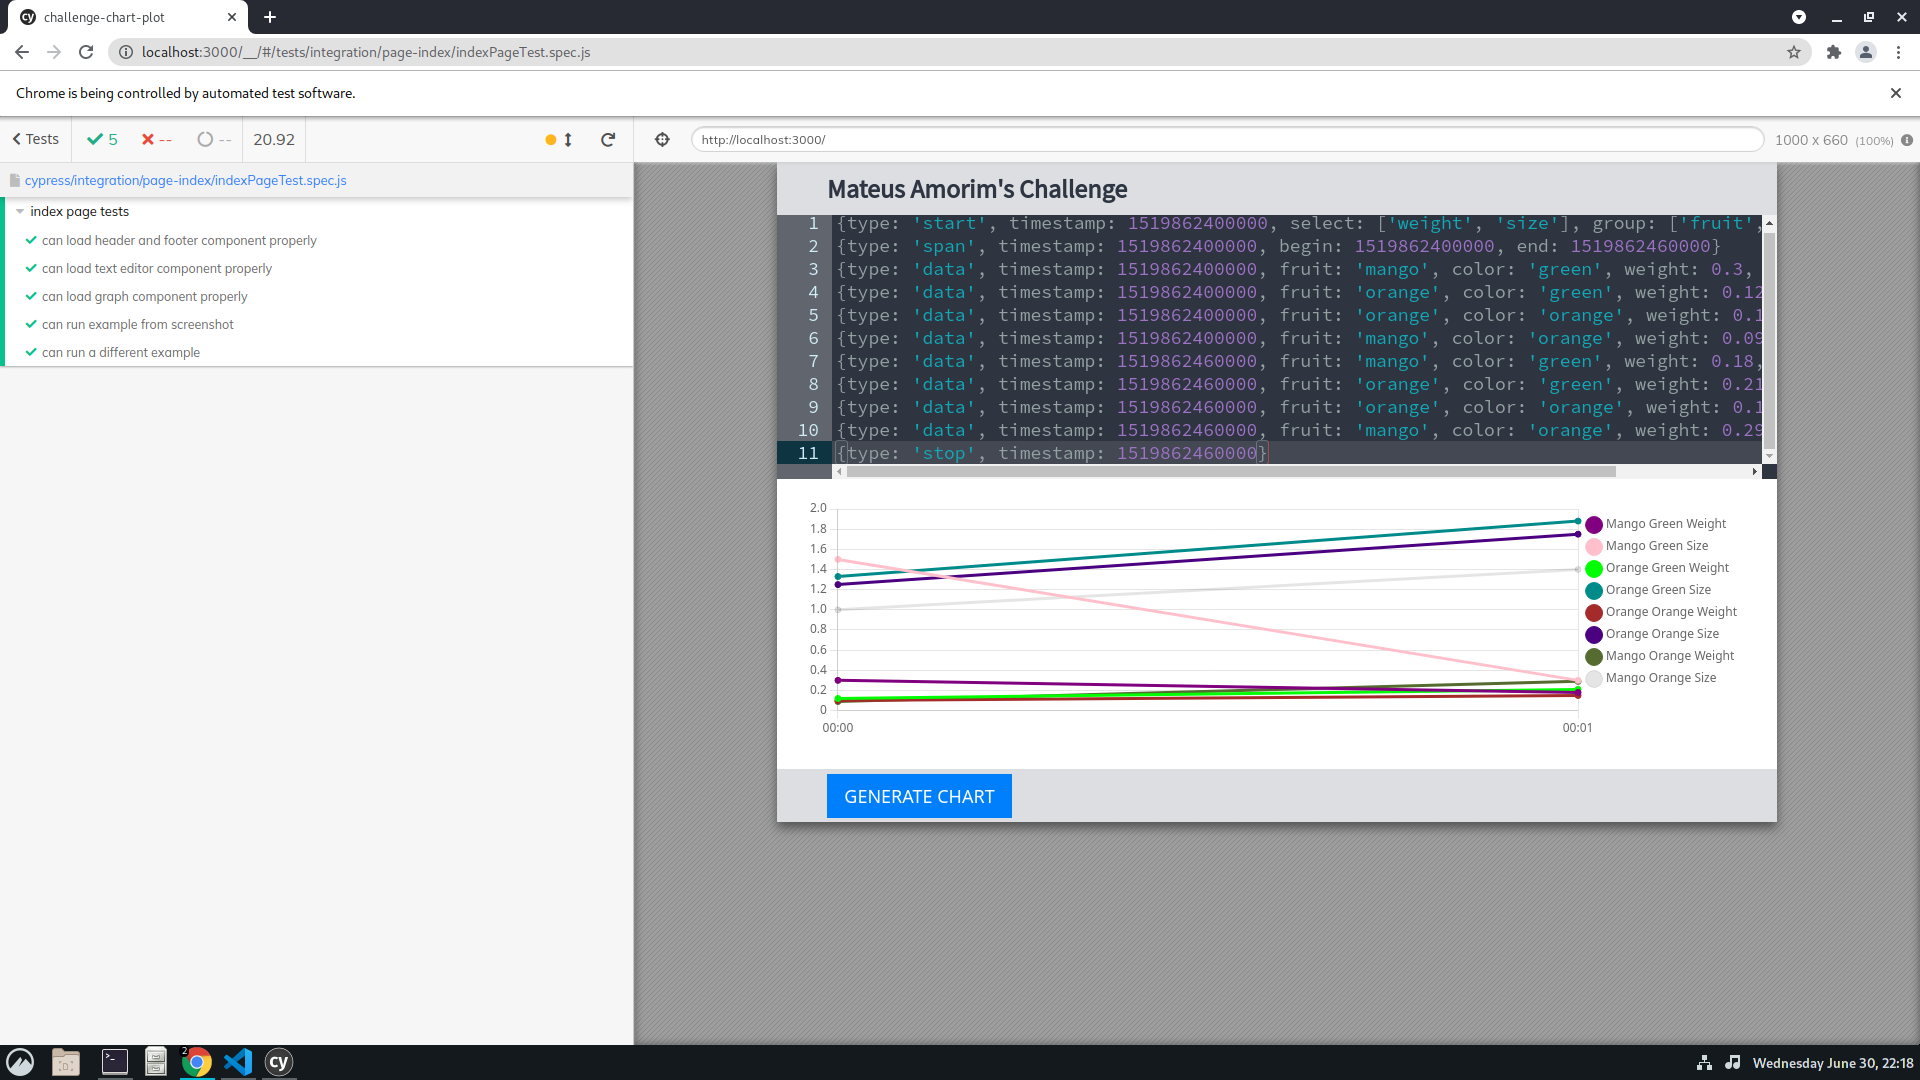 challenge-chart-plot
localhost:3000/__/#/tests/integration/page-index/indexPageTest.spec.js
Chrome is being controlled by automated test software.
Tests 5 -- -- 20.92
http://localhost:3000/ 1000 x 660 (100%)
cypress/integration/page-index/indexPageTest.spec.js
index page tests
can load header and footer component properly
can load text editor component properly
can load graph component properly
can run example from screenshot
can run a different example
Mateus Amorim's Challenge
1 {type: 'start', timestamp: 1519862400000, select: ['weight', 'size'], group: ['fruit',
2 {type: 'span', timestamp: 1519862400000, begin: 1519862400000, end: 1519862460000}
3 {type: 'data', timestamp: 1519862400000, fruit: 'mango', color: 'green', weight: 0.3,
4 {type: 'data', timestamp: 1519862400000, fruit: 'orange', color: 'green', weight: 0.12
5 {type: 'data', timestamp: 1519862400000, fruit: 'orange', color: 'orange', weight: 0.1
6 {type: 'data', timestamp: 1519862400000, fruit: 'mango', color: 'orange', weight: 0.09
7 {type: 'data', timestamp: 1519862460000, fruit: 'mango', color: 'green', weight: 0.18,
8 {type: 'data', timestamp: 1519862460000, fruit: 'orange', color: 'green', weight: 0.21
9 {type: 'data', timestamp: 1519862460000, fruit: 'orange', color: 'orange', weight: 0.1
10 {type: 'data', timestamp: 1519862460000, fruit: 'mango', color: 'orange', weight: 0.29
11 {type: 'stop', timestamp: 1519862460000}
2.0
1.8
1.6
1.4
1.2
1.0
0.8
0.6
0.4
0.2
0
00:00 00:01
Mango Green Weight
Mango Green Size
Orange Green Weight
Orange Green Size
Orange Orange Weight
Orange Orange Size
Mango Orange Weight
Mango Orange Size
GENERATE CHART
2
cy
Wednesday June 30, 22:18